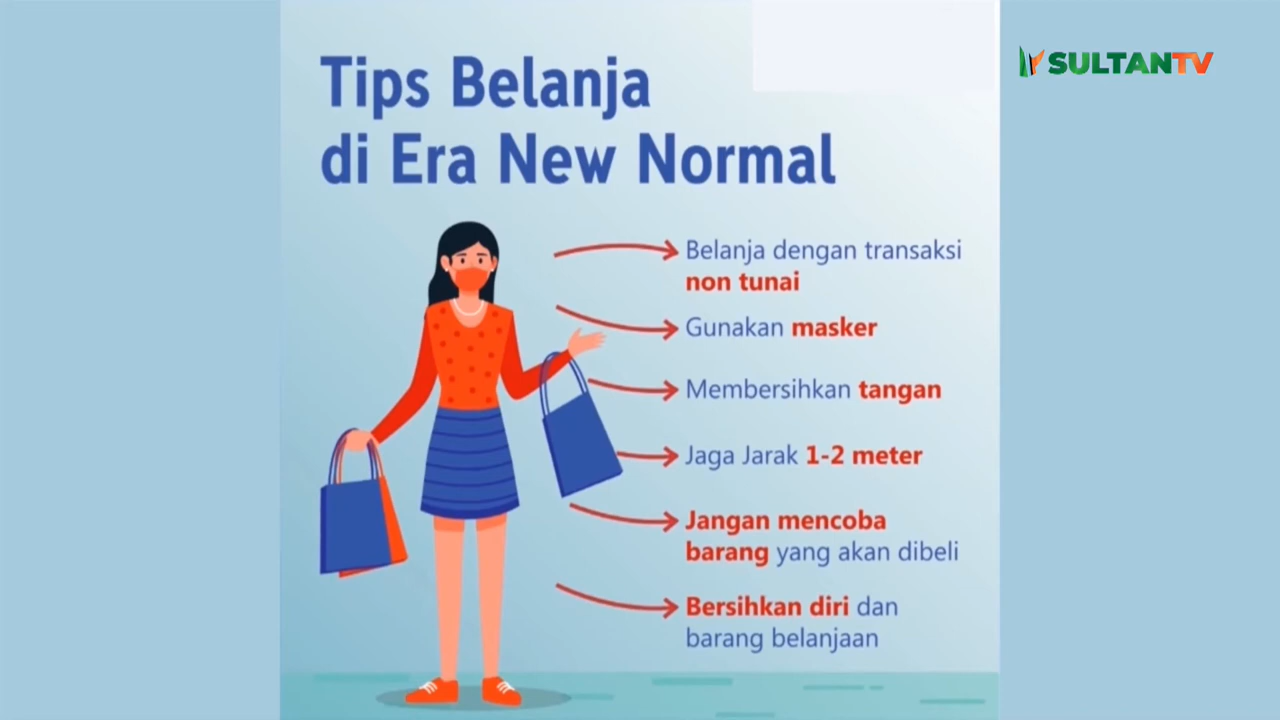 SULTANTV
Tips Belanja
di Era New Normal
Belanja dengan transaksi
non tunai
Gunakan masker
Membersihkan tangan
Jaga Jarak 1-2 meter
Jangan mencoba
barang yang akan dibeli
Bersihkan diri dan
barang belanjaan